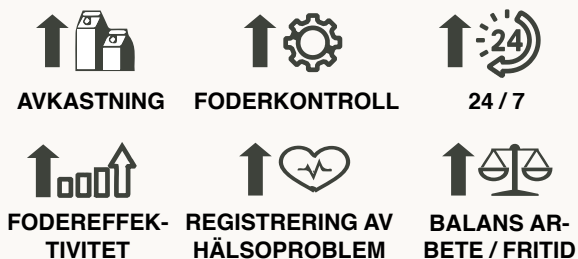 24
AVKASTNING
FODERKONTROLL
24 / 7
FODEREFFEK-
TIVITET
REGISTRERING AV
HÄLSOPROBLEM
BALANS AR-
BETE / FRITID